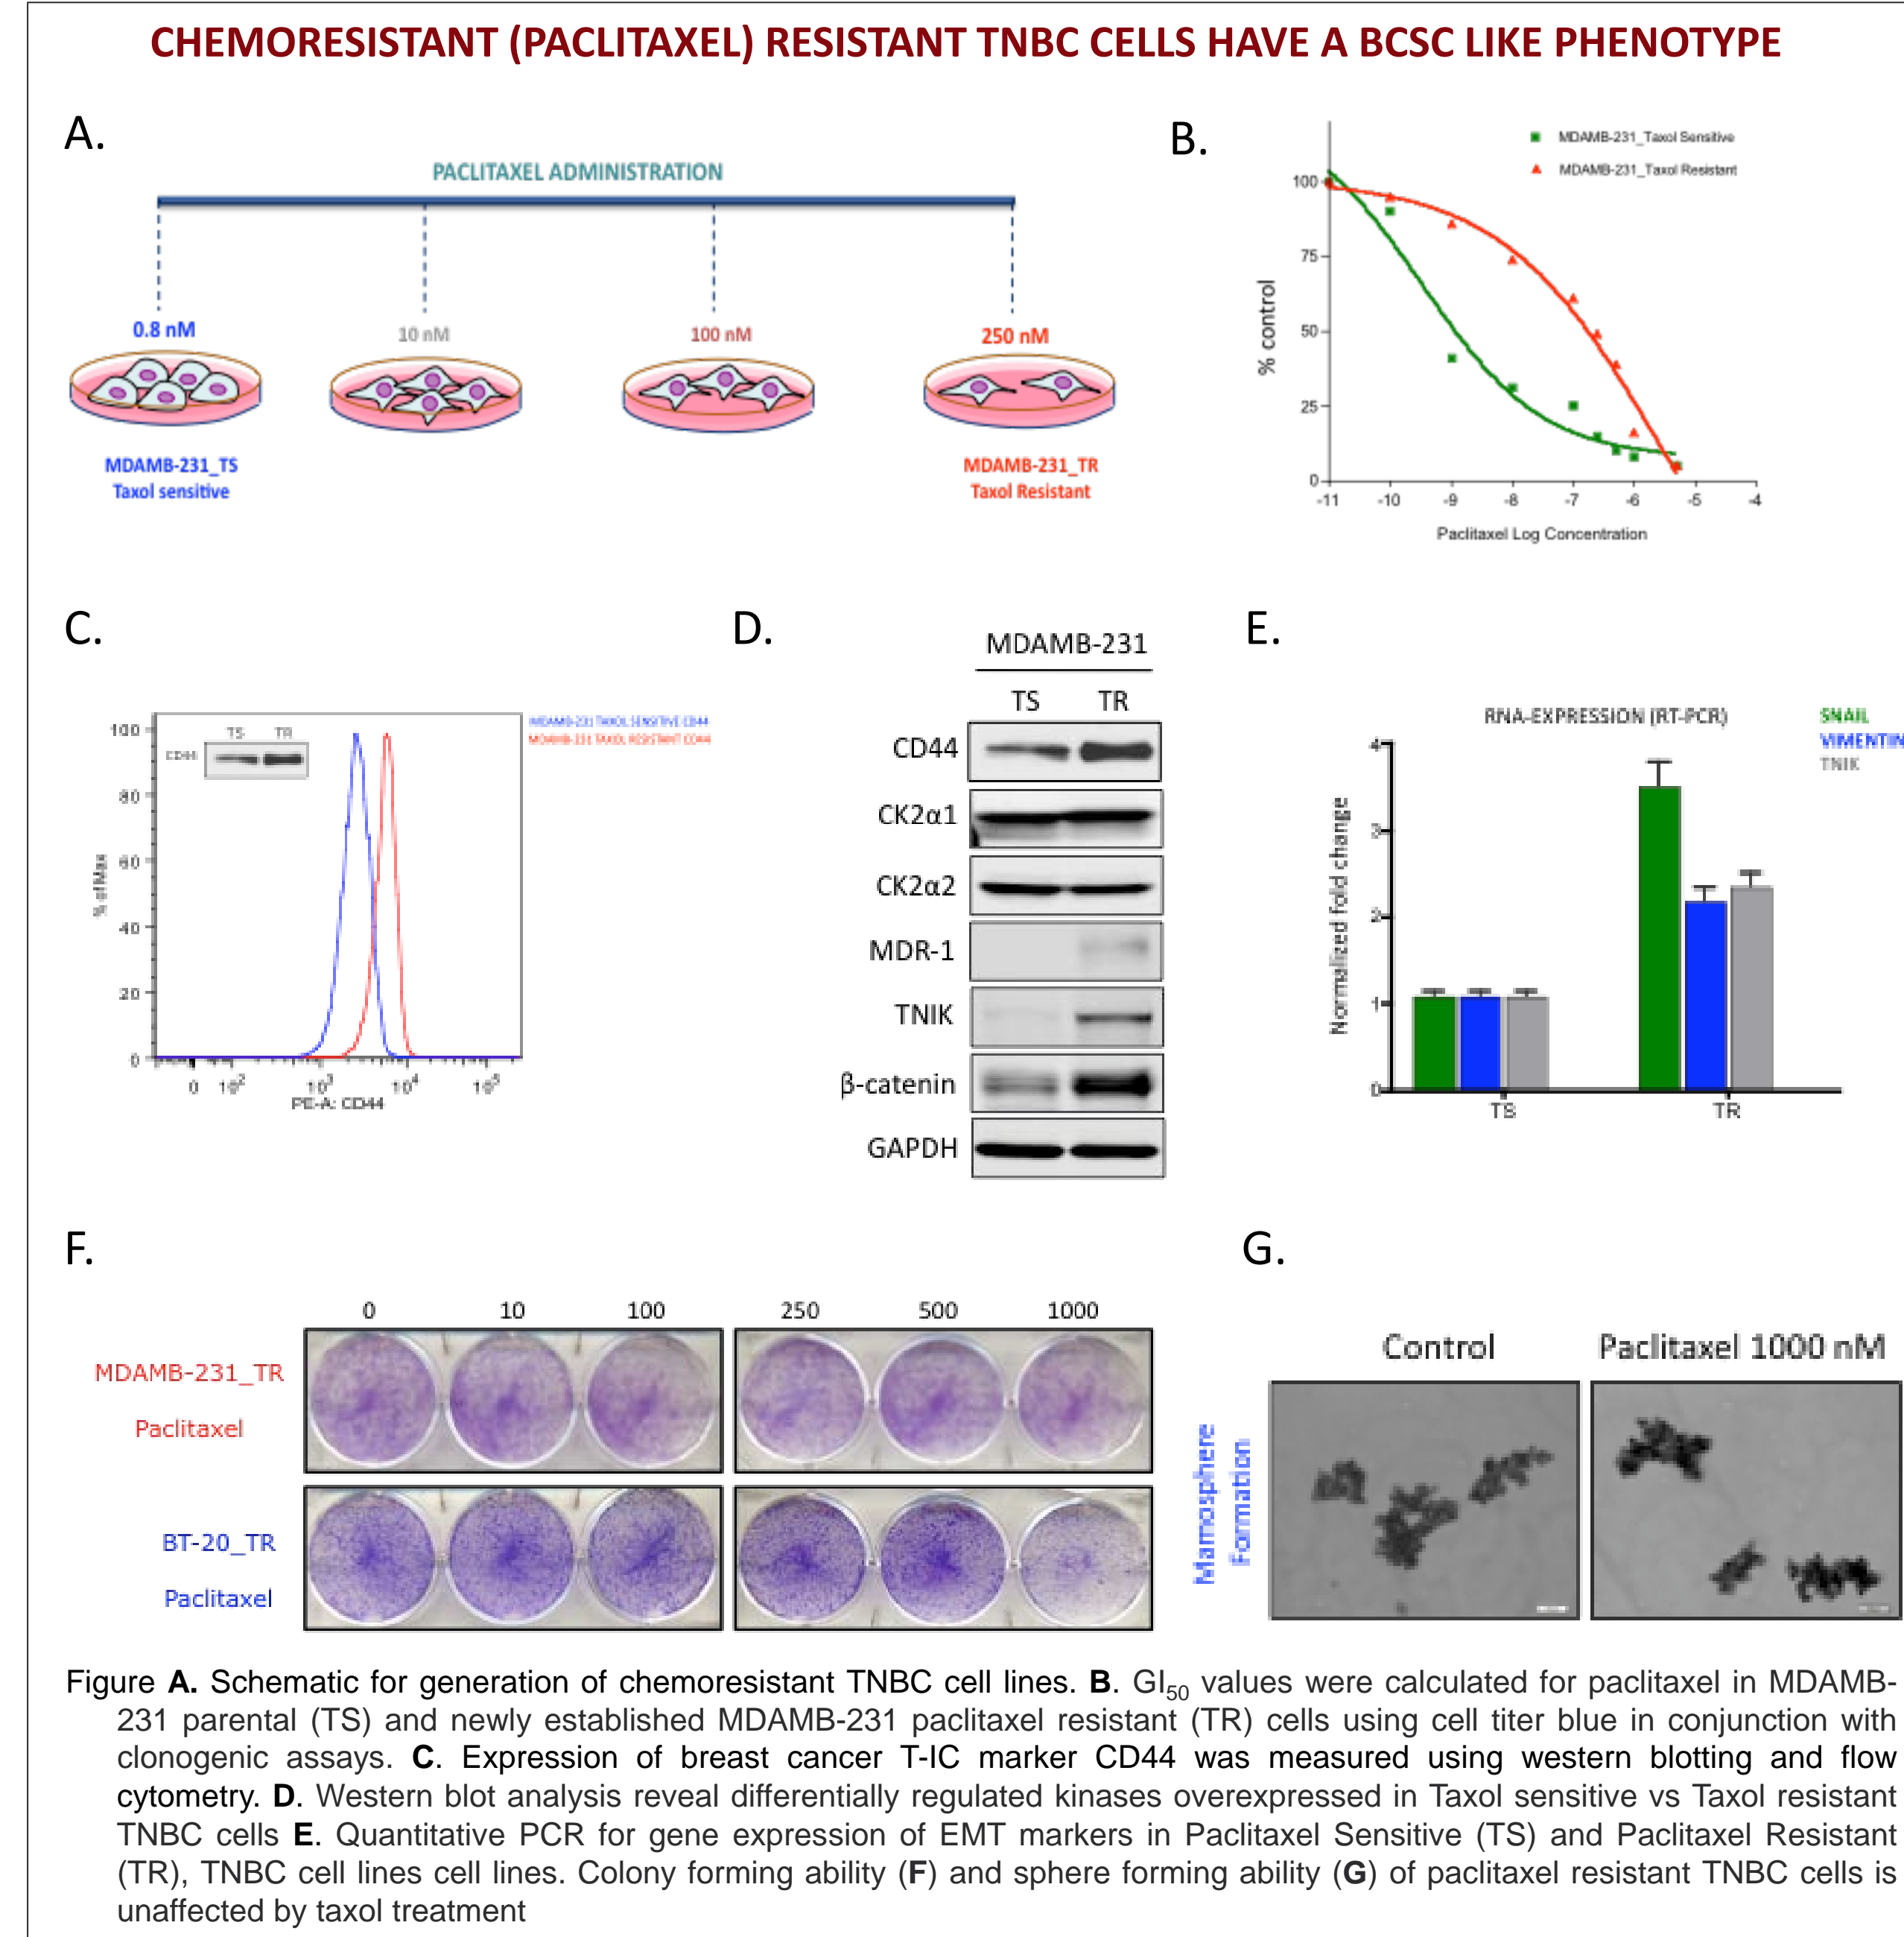 CHEMORESISTANT (PACLITAXEL) RESISTANT TNBC CELLS HAVE A BCSC LIKE PHENOTYPE
A.
PACLITAXEL ADMINISTRATION
0.8 nM
10 nM
100 nM
250 nM
MDAMB-231_TS
Taxol sensitive
MDAMB-231_TR
Taxol Resistant
B.
MDAMB-231_Taxol Sensitive
MDAMB-231_Taxol Resistant
% control
100
75
50
25
0
-11 -10 -9 -8 -7 -6 -5 -4
Paclitaxel Log Concentration
C.
MDAMB-231 TAXOL SENSITIVE CD44
MDAMB-231 TAXOL RESISTANT CD44
TS TR
CD44
% of Max
100
80
60
40
20
0
0 10² 10³ 10⁴ 10⁵
PE-A: CD44
D.
MDAMB-231
TS TR
CD44
CK2α1
CK2α2
MDR-1
TNIK
β-catenin
GAPDH
E.
RNA-EXPRESSION (RT-PCR)
SNAIL
VIMENTIN
TNIK
Normalized fold change
4
3
2
1
0
TS TR
F.
0 10 100 250 500 1000
MDAMB-231_TR
Paclitaxel
BT-20_TR
Paclitaxel
G.
Control Paclitaxel 1000 nM
Mamosphere
Formation
Figure A. Schematic for generation of chemoresistant TNBC cell lines. B. GI₅₀ values were calculated for paclitaxel in MDAMB-
231 parental (TS) and newly established MDAMB-231 paclitaxel resistant (TR) cells using cell titer blue in conjunction with
clonogenic assays. C. Expression of breast cancer T-IC marker CD44 was measured using western blotting and flow
cytometry. D. Western blot analysis reveal differentially regulated kinases overexpressed in Taxol sensitive vs Taxol resistant
TNBC cells E. Quantitative PCR for gene expression of EMT markers in Paclitaxel Sensitive (TS) and Paclitaxel Resistant
(TR), TNBC cell lines cell lines. Colony forming ability (F) and sphere forming ability (G) of paclitaxel resistant TNBC cells is
unaffected by taxol treatment